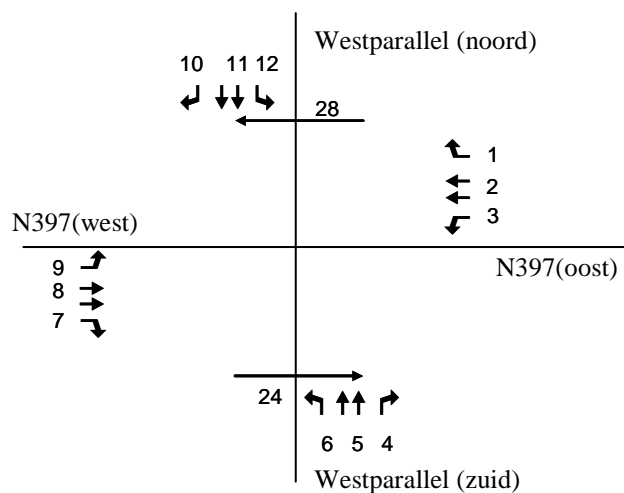 Westparallel (noord)
10 11 12
28
1
2
3
N397(west)
N397(oost)
9
8
7
24
6 5 4
Westparallel (zuid)